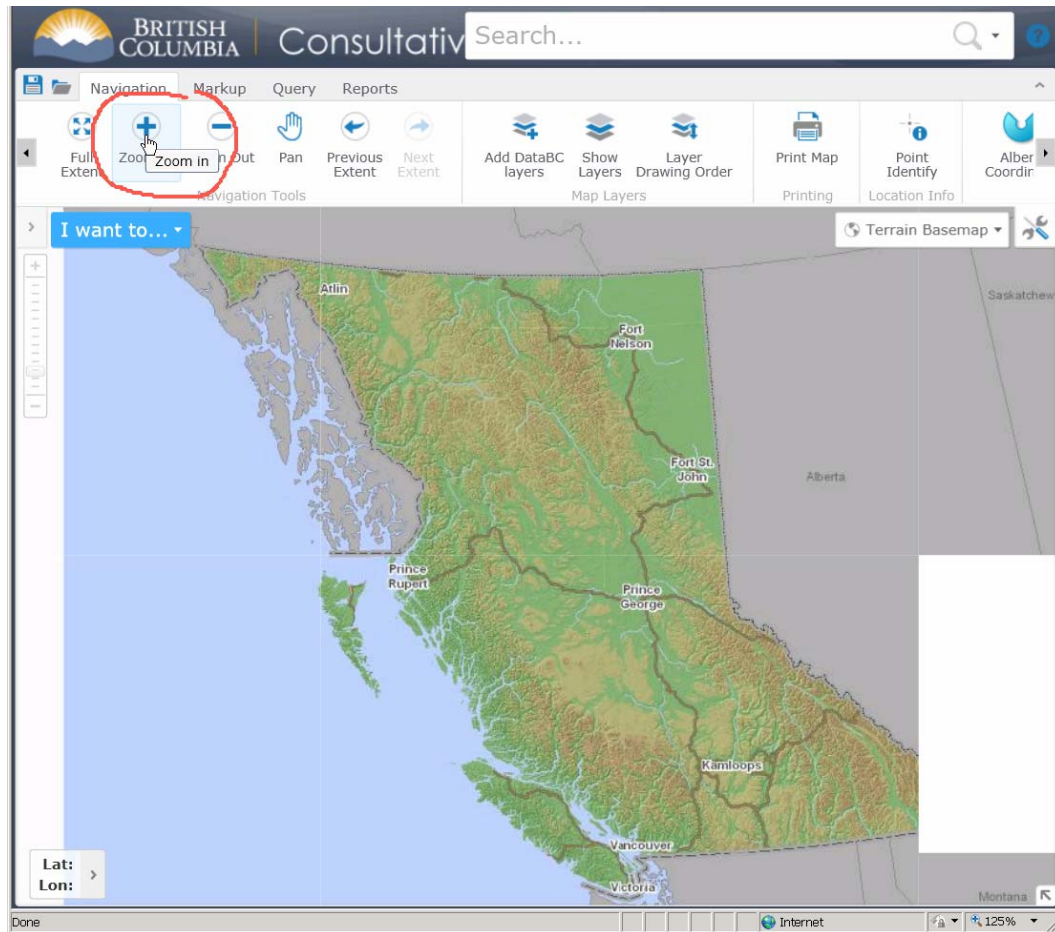 BRITISH
COLUMBIA
Consultativ
Search...
?
Navigation Markup Query Reports
Full
Extent
Zoom in
Out
Pan
Previous
Extent
Next
Extent
Add DataBC
layers
Show
Layers
Layer
Drawing Order
Print Map
Point
Identify
Alber
Coordin
Navigation Tools
Map Layers
Printing
Location Info
I want to...
Terrain Basemap
Atlin
Fort
Nelson
Saskatchew
Fort St.
John
Alberta
Prince
Rupert
Prince
George
Kamloops
Vancouver
Victoria
Montana
Lat:
Lon:
Done
Internet
125%